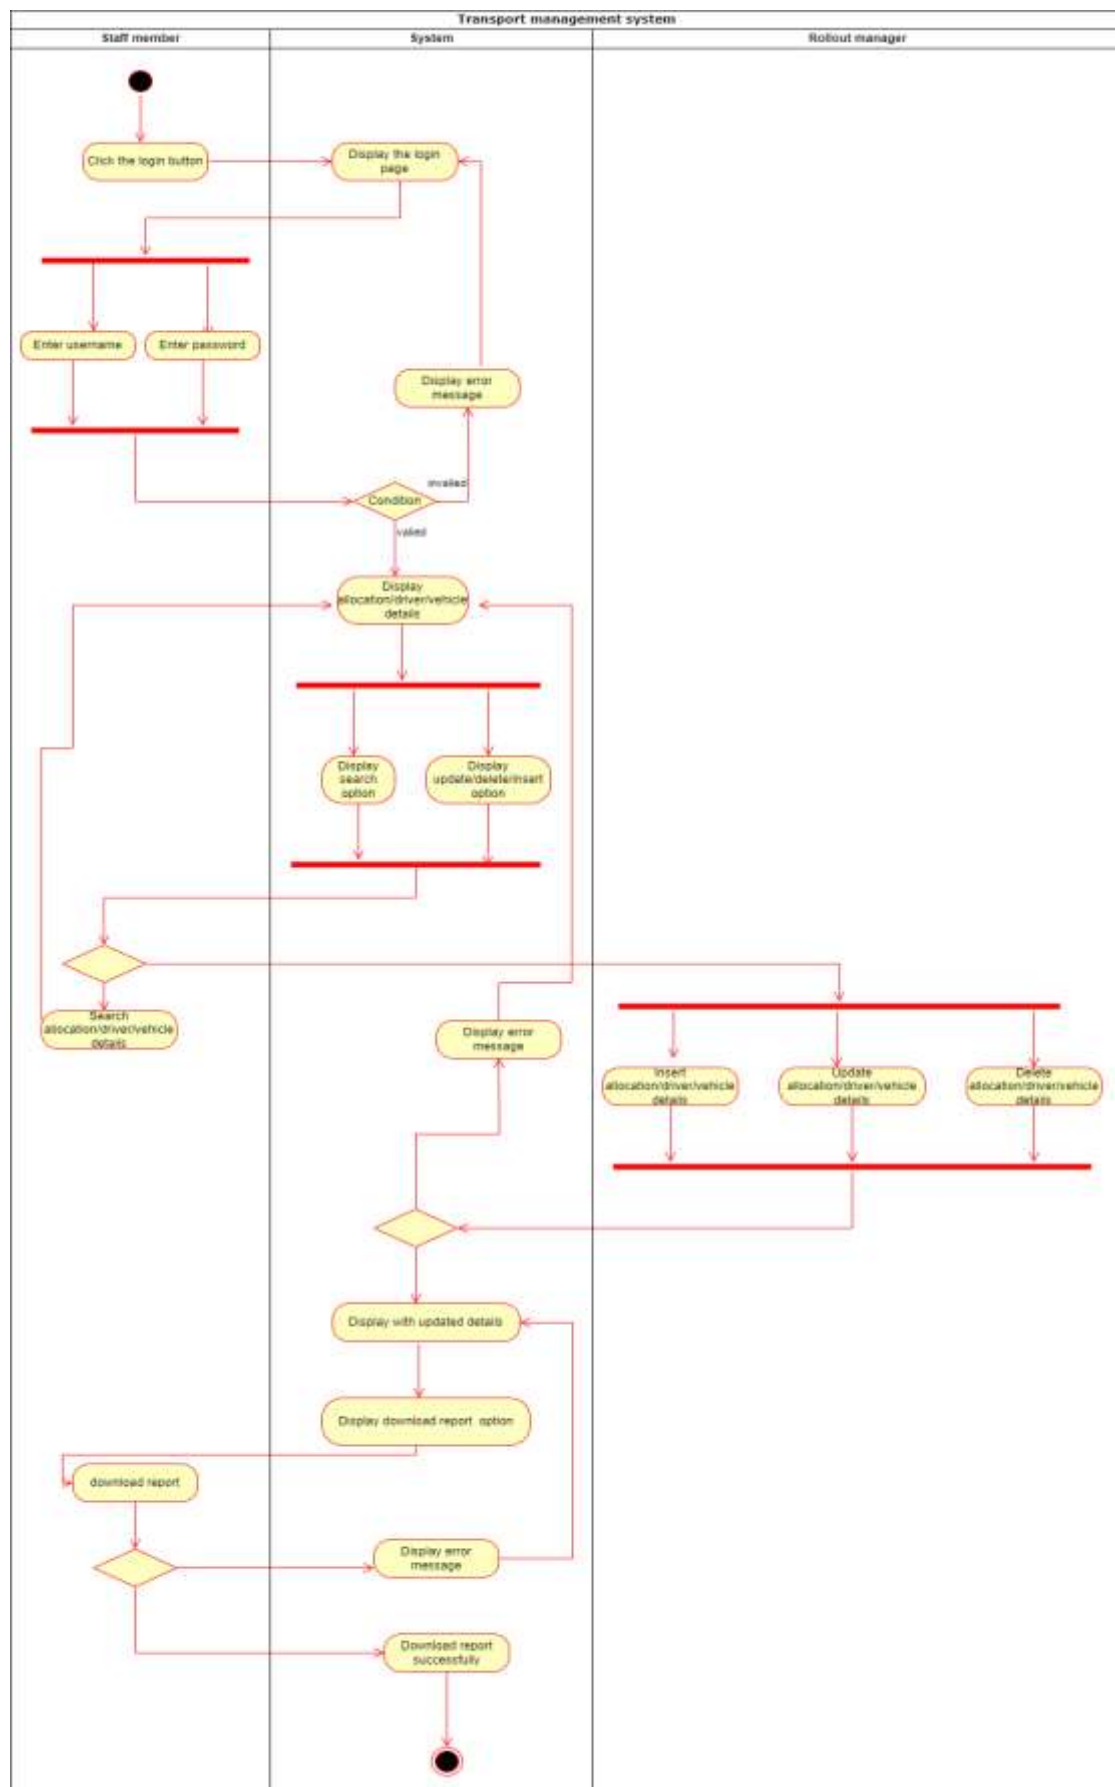 Transport management system
Staff member
System
Rollout manager
Click the login button
Display the login
page
Enter username
Enter password
Display error
message
invailed
Condition
vailed
Display
allocation/driver/vehicle
details
Display
search
option
Display
update/delete/insert
option
Search
allocation/driver/vehicle
details
Display error
message
Insert
allocation/driver/vehicle
details
Update
allocation/driver/vehicle
details
Delete
allocation/driver/vehicle
details
Display with updated details
Display download report option
download report
Display error
message
Download report
successfully